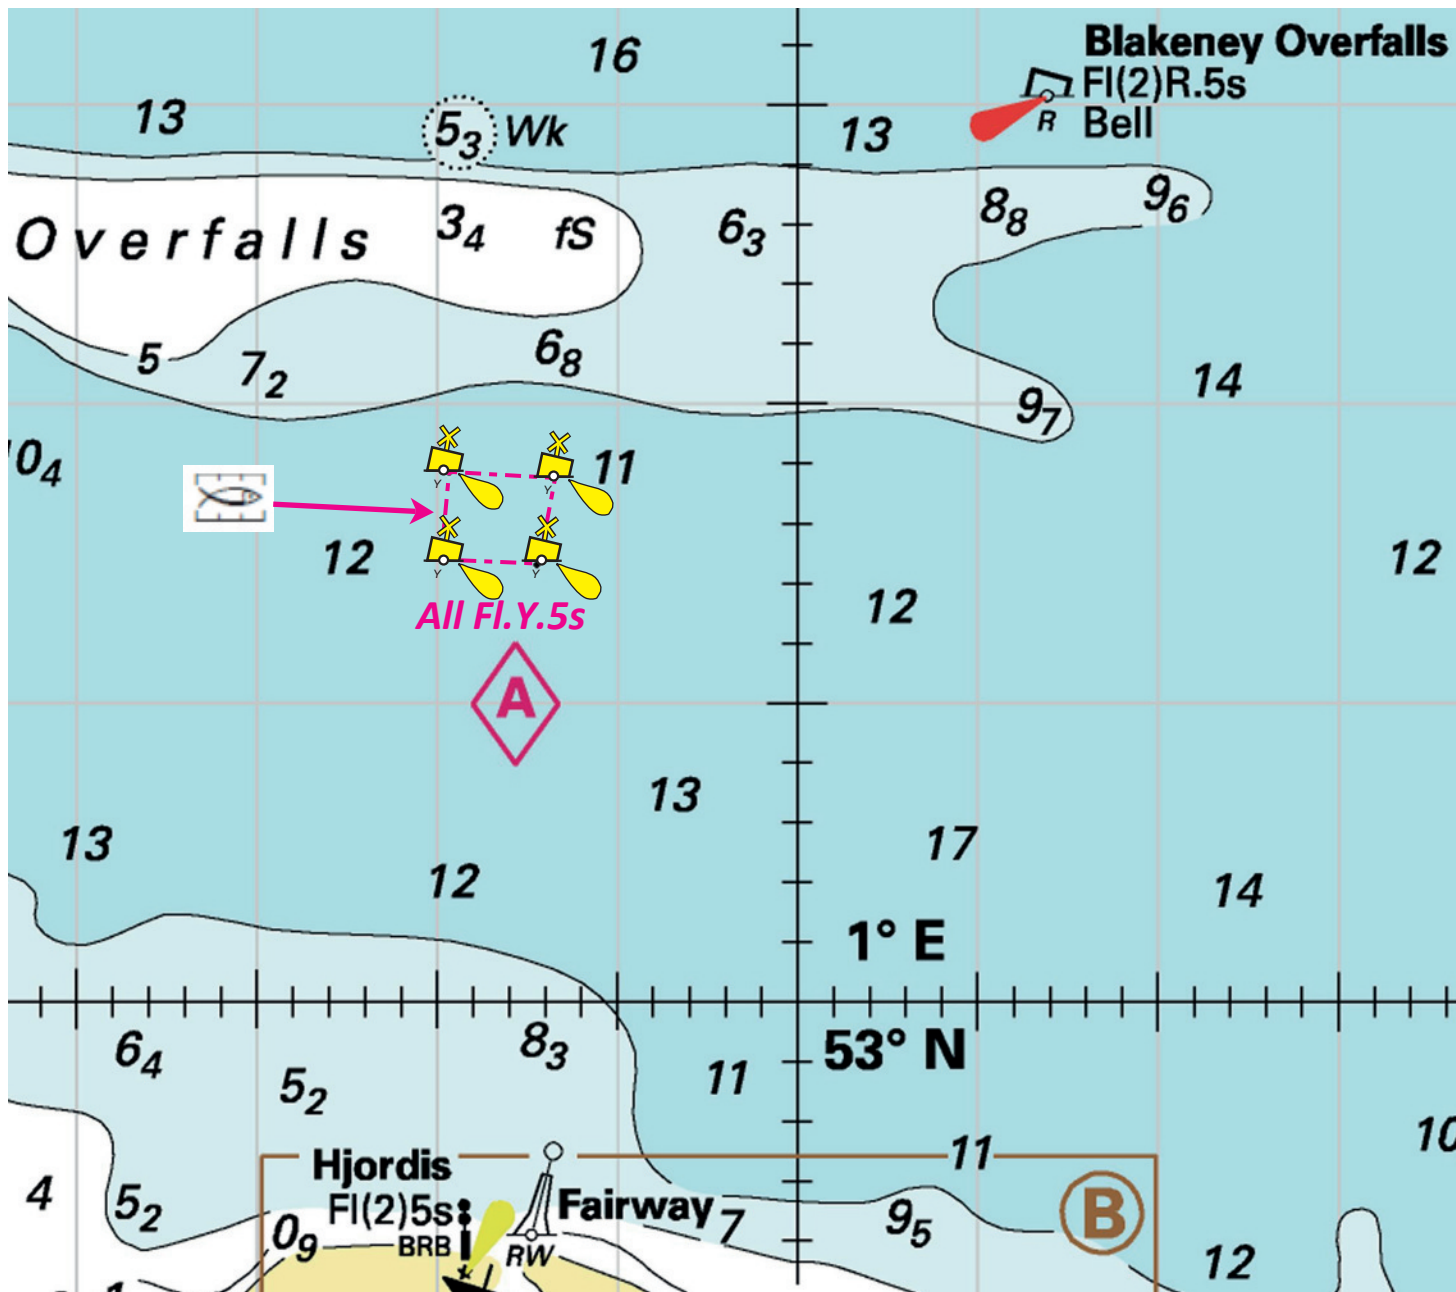 16
Blakeney Overfalls
Fl(2)R.5s
R Bell
13
5₃ Wk
13
9₆
8₈
Overfalls
3₄ fS
6₃
5
7₂
6₈
14
9₇
0₄
11
Y Y
12
12
Y Y
All Fl.Y.5s
12
A
13
13
17
12
14
1° E
8₃
53° N
6₄
5₂
11
10
11
Hjordis
Fl(2)5s
BRB
Fairway
RW
4
5₂
0₉
7
9₅
B
12